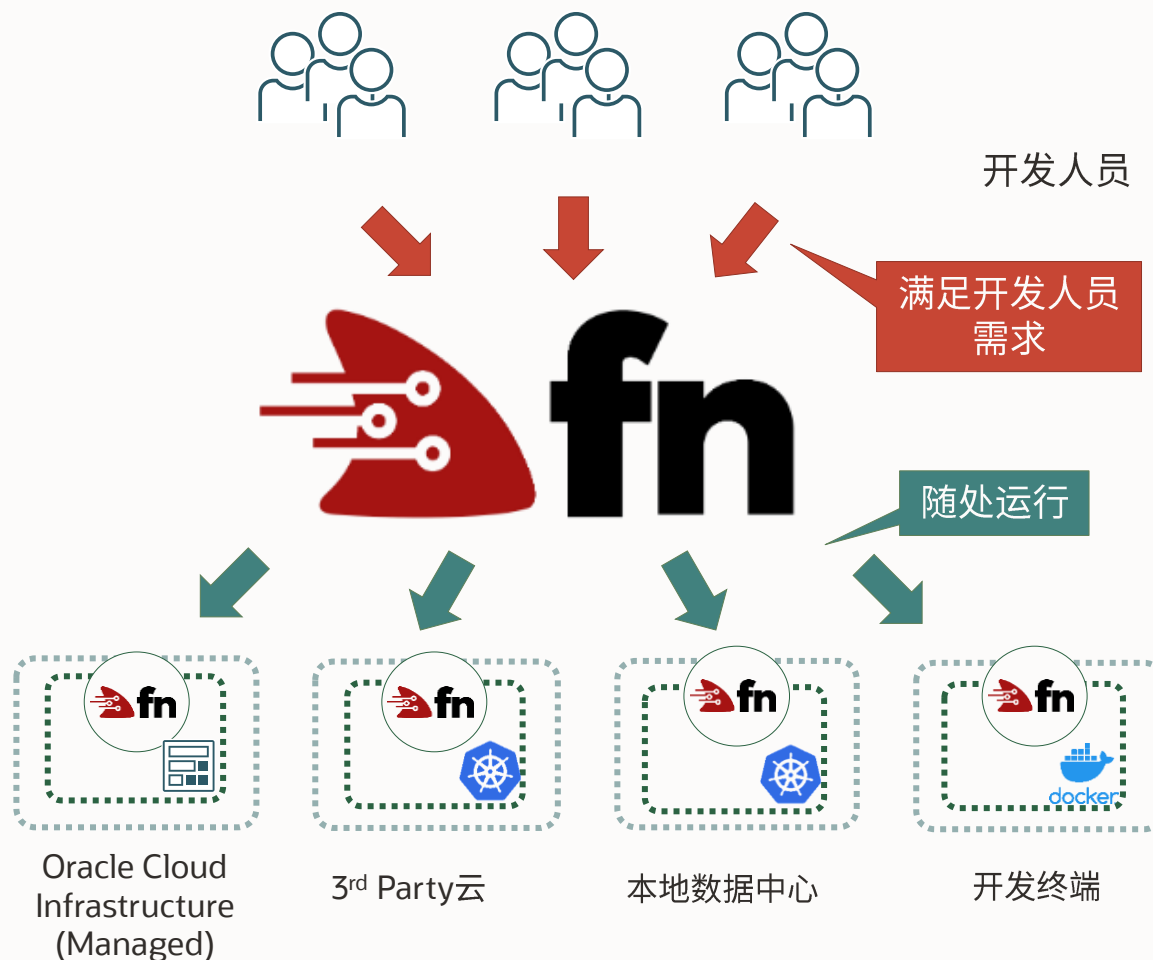 开发人员
满足开发人员
需求
fn
随处运行
fn
fn
fn
fn
docker
Oracle Cloud
Infrastructure
(Managed)
3rd Party云
本地数据中心
开发终端